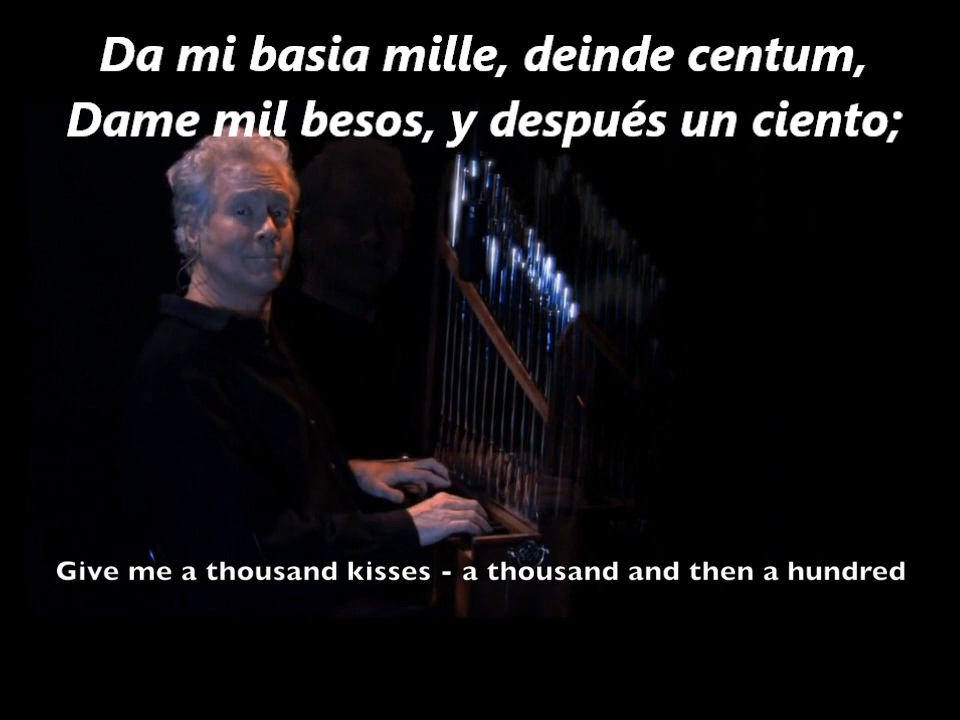 Da mi basia mille, deinde centum,
Dame mil besos, y después un ciento;
Give me a thousand kisses - a thousand and then a hundred